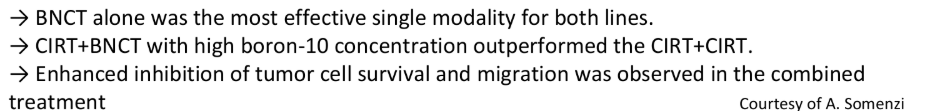 → BNCT alone was the most effective single modality for both lines.
→ CIRT+BNCT with high boron-10 concentration outperformed the CIRT+CIRT.
→ Enhanced inhibition of tumor cell survival and migration was observed in the combined
treatment
Courtesy of A. Somenzi